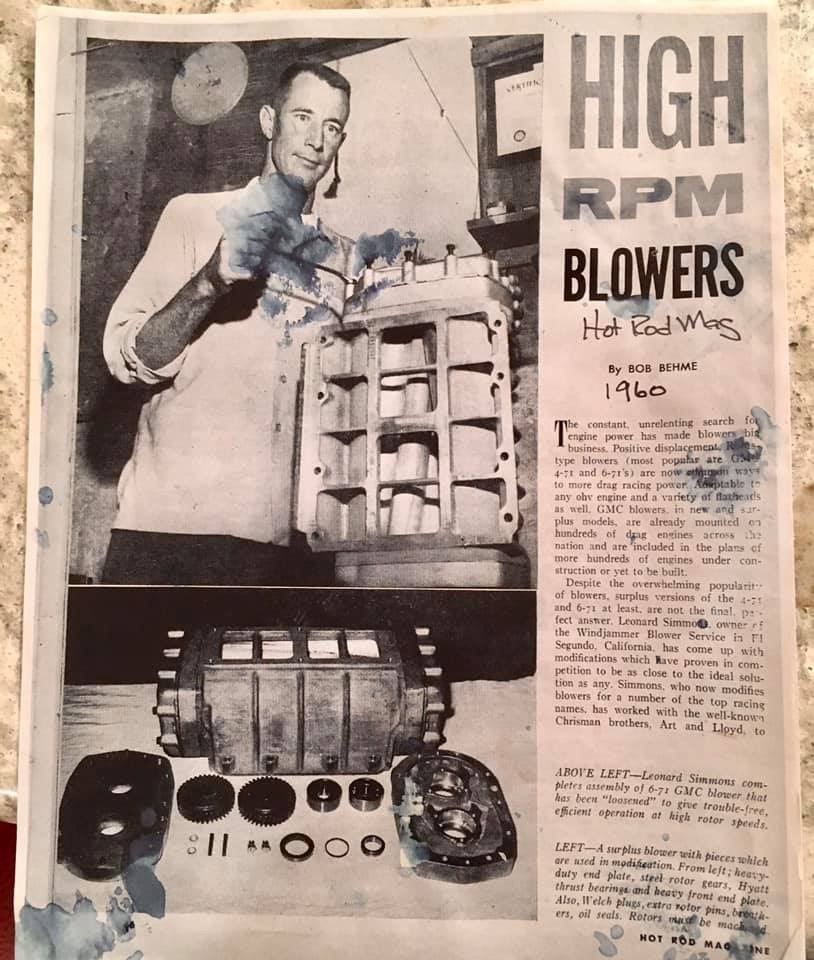 HIGH
RPM
BLOWERS
Hot Rod Mag
By BOB BEHME
1960
The constant, unrelenting search for
engine power has made blowers big
business. Positive displacement,
type blowers (most popular are GMC
4-71 and 6-71's) are now common ways
to more drag racing power. Adaptable to
any ohv engine and a variety of flatheads
as well, GMC blowers, in new and sur-
plus models, are already mounted on
hundreds of drag engines across the
nation and are included in the plans of
more hundreds of engines under con-
struction or yet to be built.
Despite the overwhelming popularity
of blowers, surplus versions of the 4-71
and 6-71 at least, are not the final, per-
fect answer. Leonard Simmons, owner of
the Windjammer Blower Service in El
Segundo, California, has come up with
modifications which have proven in com-
petition to be as close to the ideal solu-
tion as any. Simmons, who now modifies
blowers for a number of the top racing
names, has worked with the well-known
Chrisman brothers, Art and Lloyd, to
ABOVE LEFT—Leonard Simmons com-
pletes assembly of 6-71 GMC blower that
has been "loosened" to give trouble-free,
efficient operation at high rotor speeds.
LEFT—A surplus blower with pieces which
are used in modification. From left; heavy-
duty end plate, steel rotor gears, Hyatt
thrust bearings and heavy front end plate.
Also, Welch plugs, extra rotor pins, breath-
ers, oil seals. Rotors must be
HOT ROD MAGAZINE